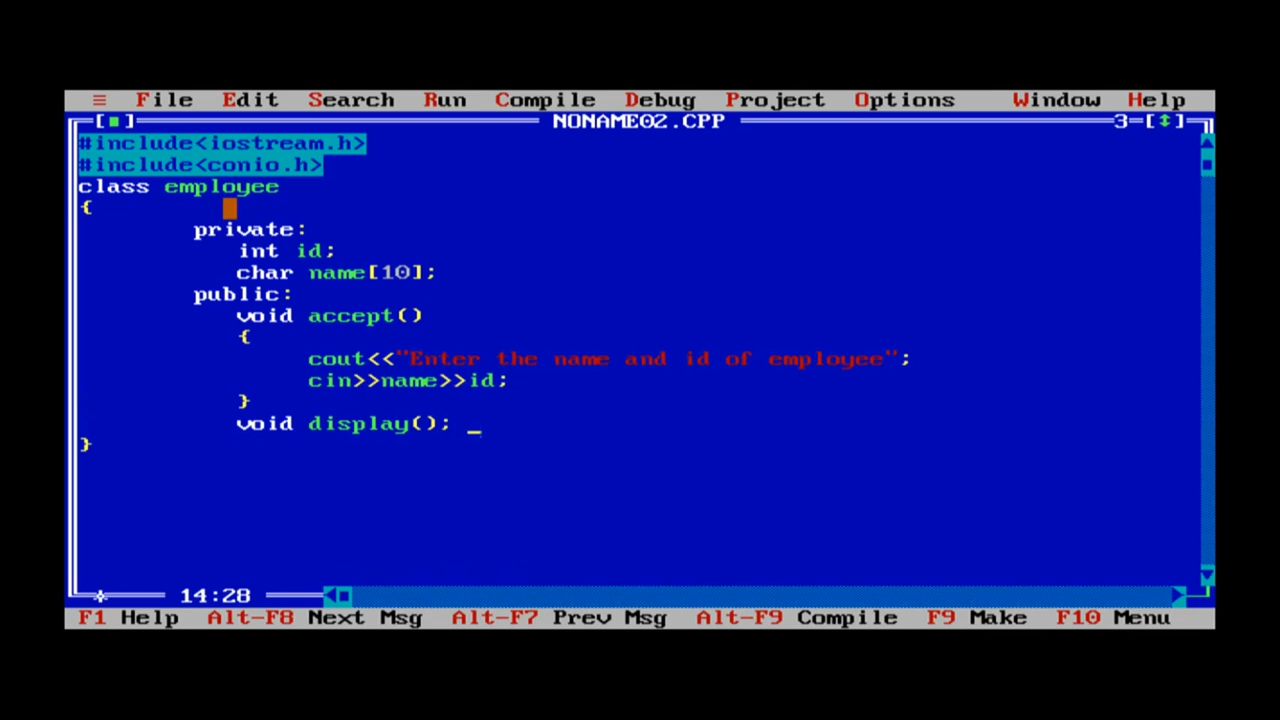 ≡ File Edit Search Run Compile Debug Project Options Window Help
[■] NONAME02.CPP 3=[↕]
#include<iostream.h>
#include<conio.h>
class employee
{
private:
int id;
char name[10];
public:
void accept()
{
cout<<"Enter the name and id of employee";
cin>>name>>id;
}
void display(); _
}
14:28
F1 Help Alt-F8 Next Msg Alt-F7 Prev Msg Alt-F9 Compile F9 Make F10 Menu